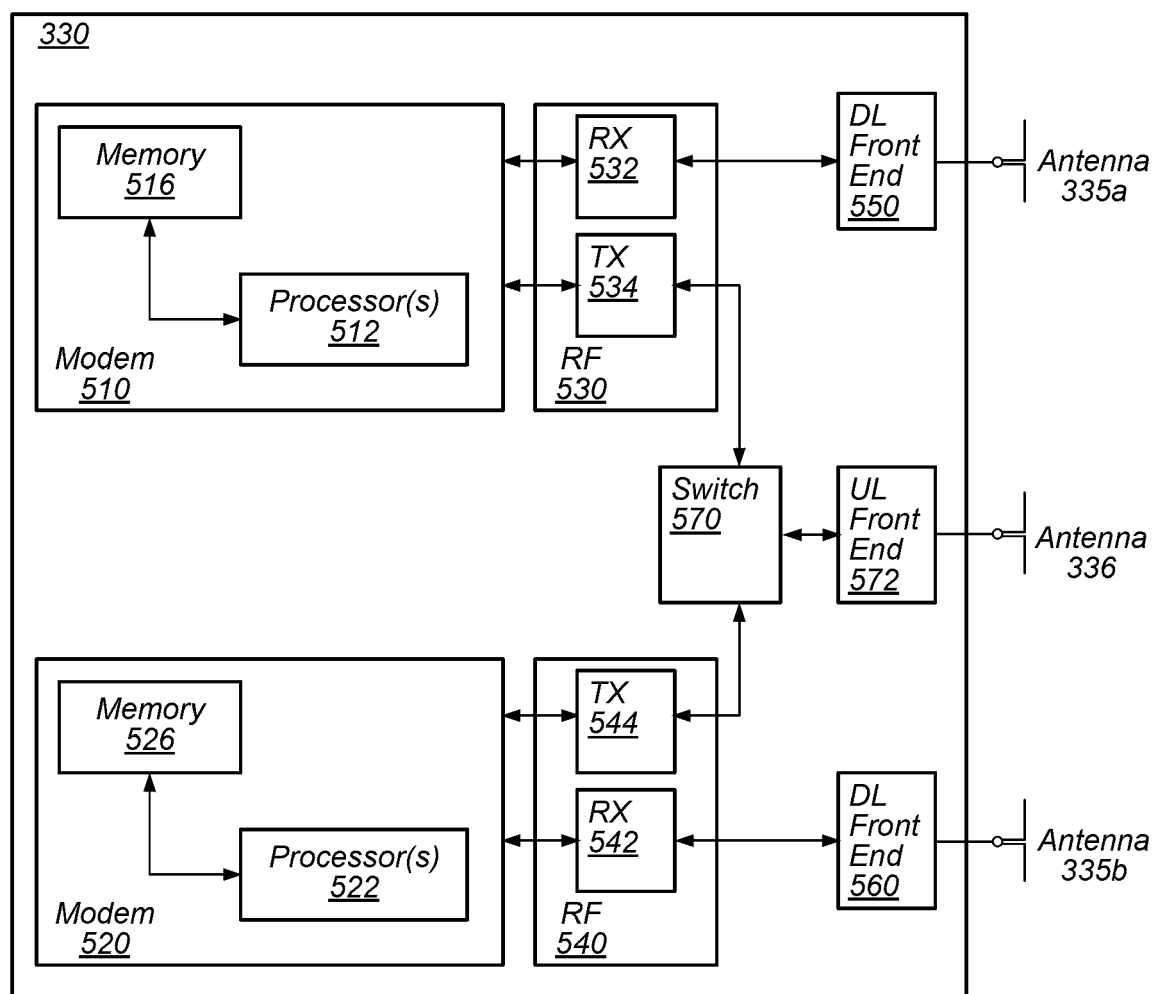 330
Memory
516
Processor(s)
512
Modem
510
RX
532
TX
534
RF
530
DL
Front
End
550
Antenna
335a
Switch
570
UL
Front
End
572
Antenna
336
Memory
526
Processor(s)
522
Modem
520
TX
544
RX
542
RF
540
DL
Front
End
560
Antenna
335b